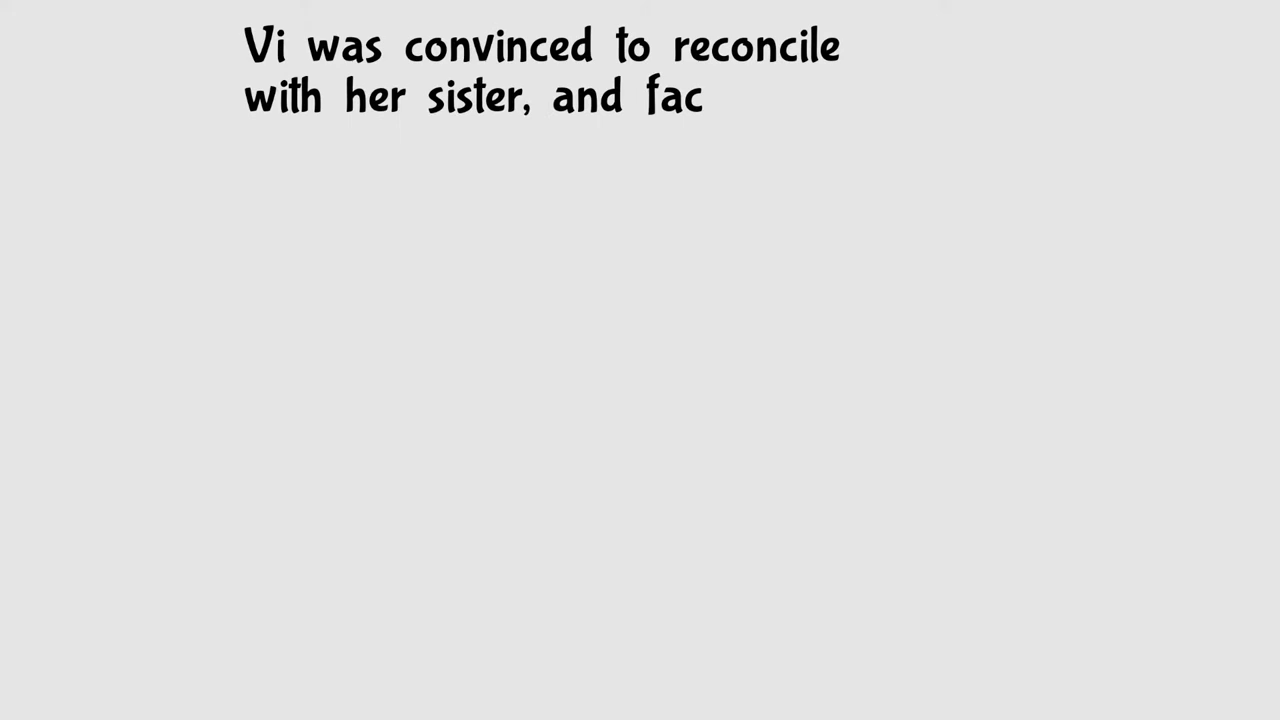 Vi was convinced to reconcile
with her sister, and fac